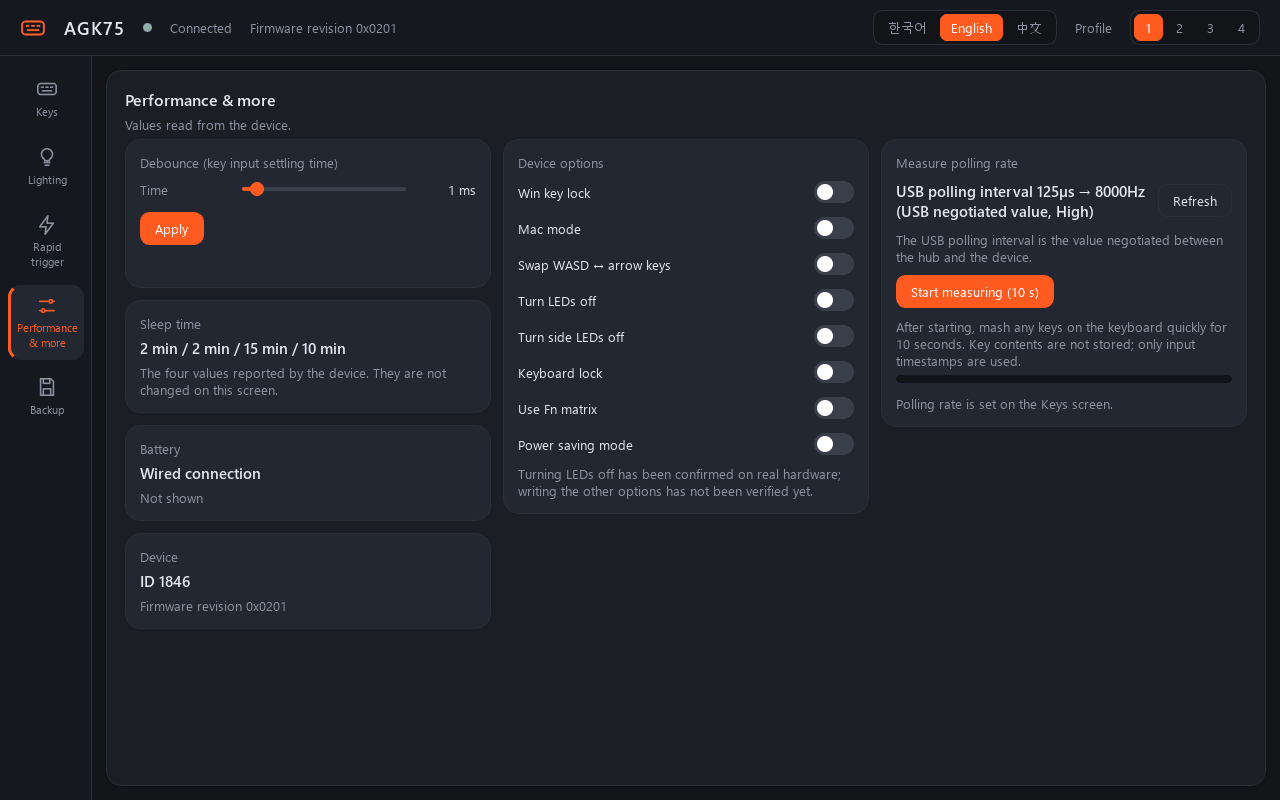 AGK75
Connected
Firmware revision 0x0201
한국어
English
中文
Profile
1
2
3
4
Keys
Lighting
Rapid
trigger
Performance
& more
Backup
Performance & more
Values read from the device.
Debounce (key input settling time)
Time
1 ms
Apply
Sleep time
2 min / 2 min / 15 min / 10 min
The four values reported by the device. They are not
changed on this screen.
Battery
Wired connection
Not shown
Device
ID 1846
Firmware revision 0x0201
Device options
Win key lock
Mac mode
Swap WASD ↔ arrow keys
Turn LEDs off
Turn side LEDs off
Keyboard lock
Use Fn matrix
Power saving mode
Turning LEDs off has been confirmed on real hardware;
writing the other options has not been verified yet.
Measure polling rate
USB polling interval 125µs → 8000Hz
(USB negotiated value, High)
Refresh
The USB polling interval is the value negotiated between
the hub and the device.
Start measuring (10 s)
After starting, mash any keys on the keyboard quickly for
10 seconds. Key contents are not stored; only input
timestamps are used.
Polling rate is set on the Keys screen.